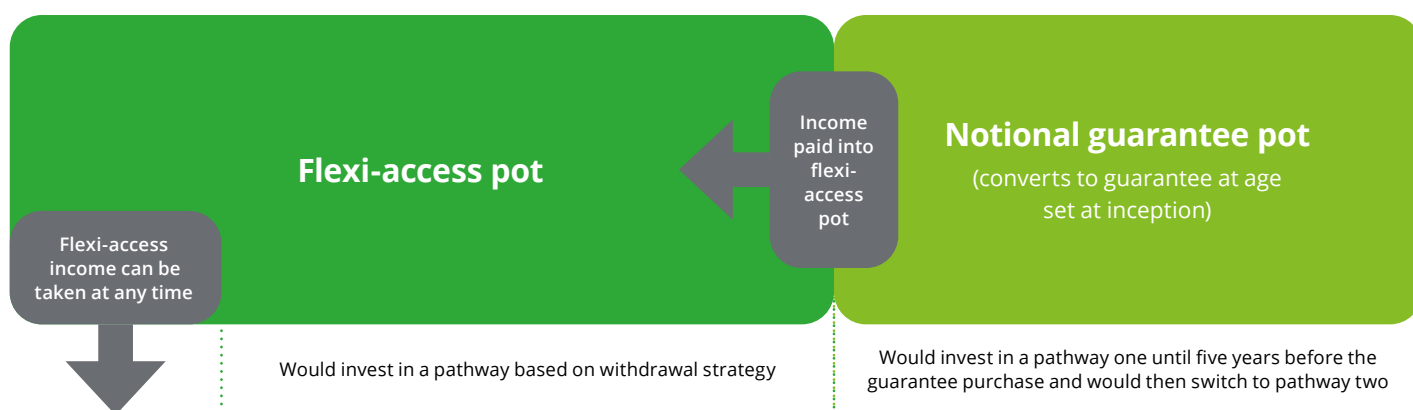 Flexi-access pot
Flexi-access
income can be
taken at any time
Income
paid into
flexi-
access
pot
Notional guarantee pot
(converts to guarantee at age
set at inception)
Would invest in a pathway based on withdrawal strategy
Would invest in a pathway one until five years before the
guarantee purchase and would then switch to pathway two